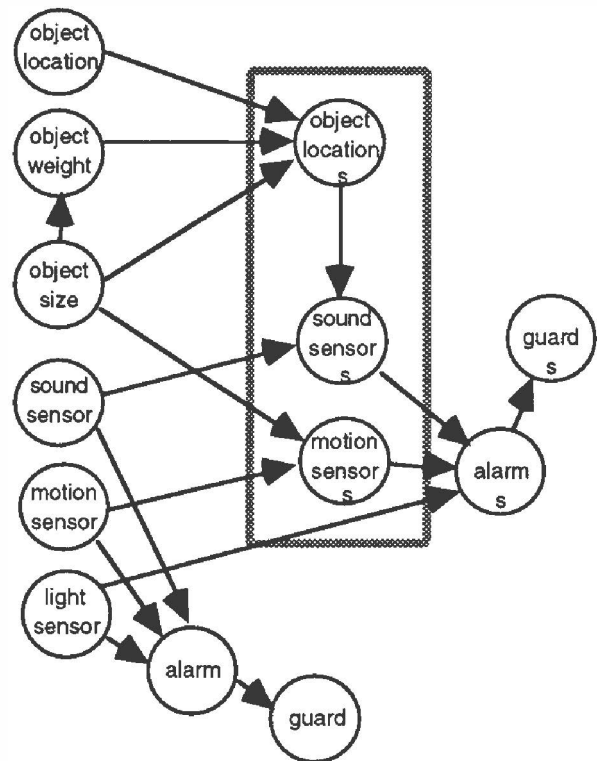 object
location
object
weight
object
size
sound
sensor
motion
sensor
light
sensor
object
location
s
sound
sensor
s
motion
sensor
s
guard
s
alarm
s
alarm
guard